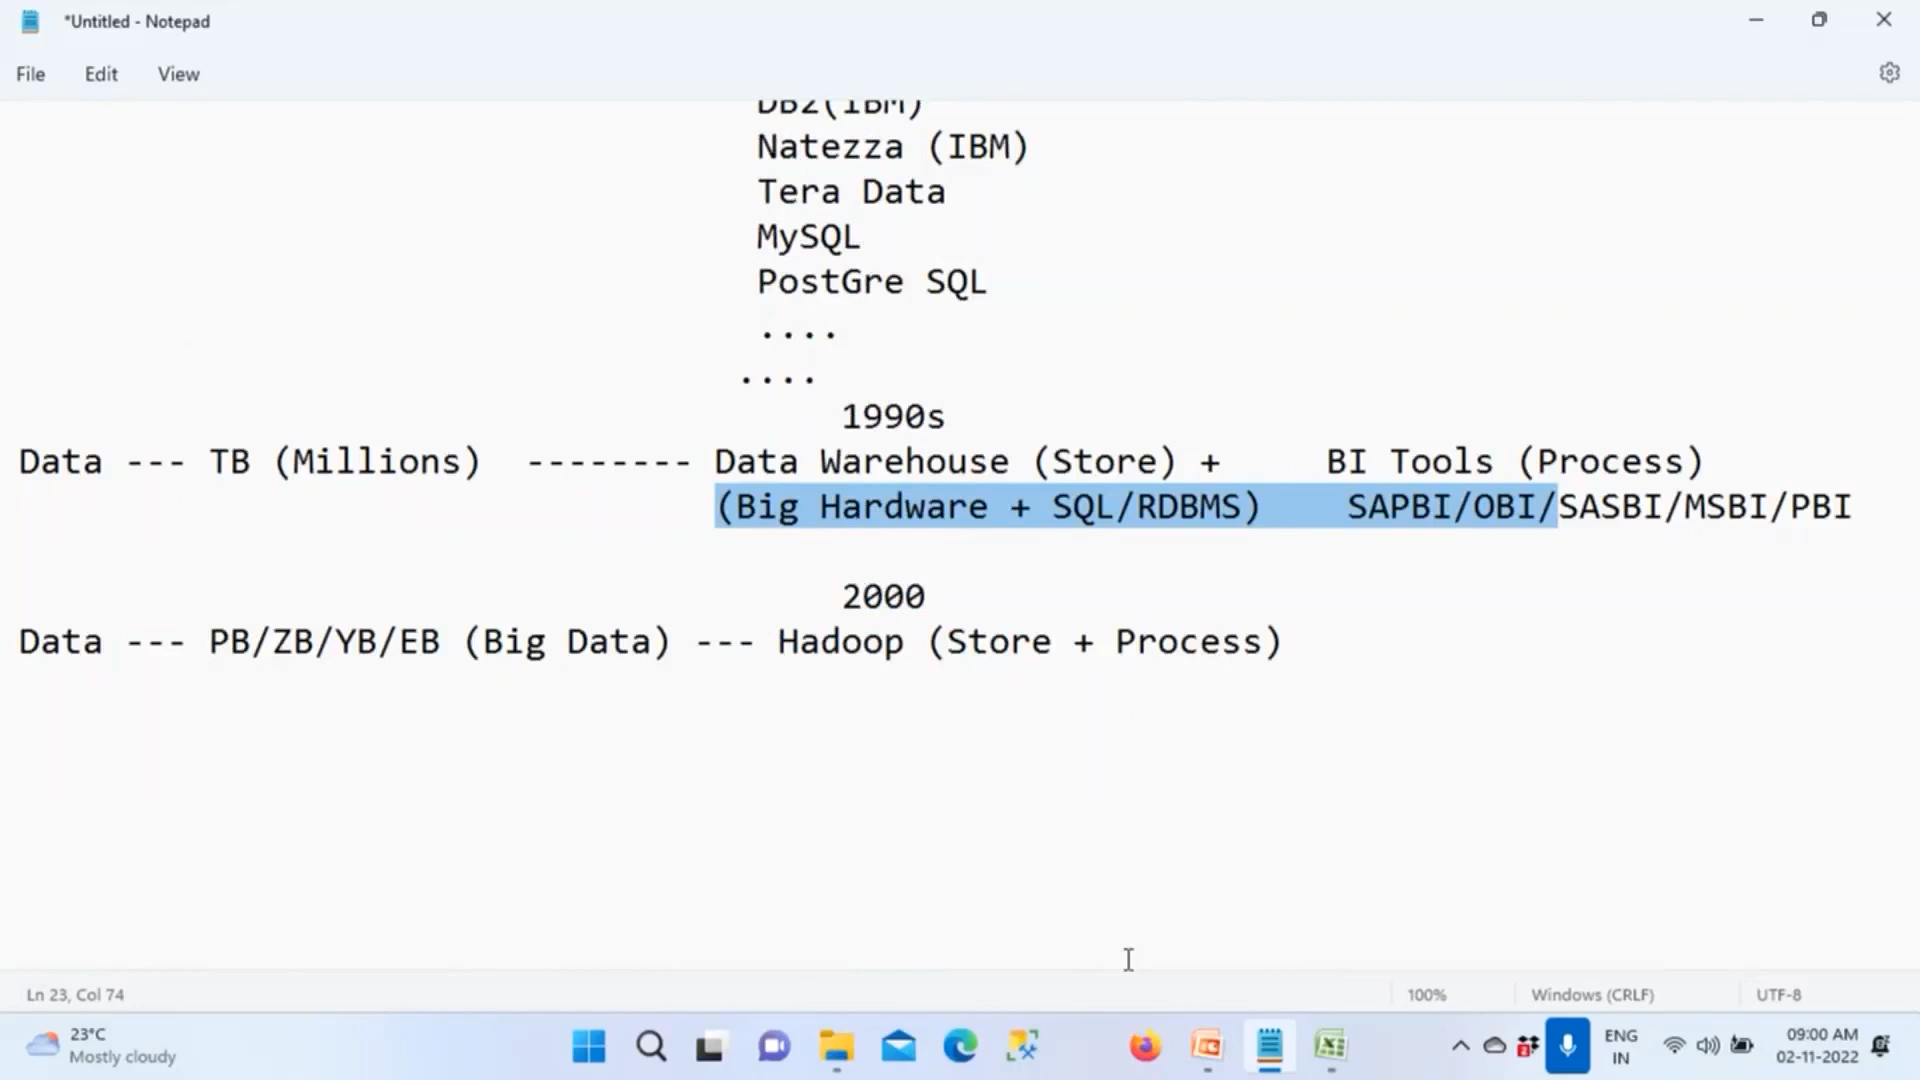 *Untitled - Notepad
File Edit View
DB2(IBM)
Natezza (IBM)
Tera Data
MySQL
PostGre SQL
....
....
1990s
Data --- TB (Millions) -------- Data Warehouse (Store) + BI Tools (Process)
(Big Hardware + SQL/RDBMS) SAPBI/OBI/SASBI/MSBI/PBI
2000
Data --- PB/ZB/YB/EB (Big Data) --- Hadoop (Store + Process)
Ln 23, Col 74 100% Windows (CRLF) UTF-8
23°C
Mostly cloudy
ENG
IN
09:00 AM
02-11-2022